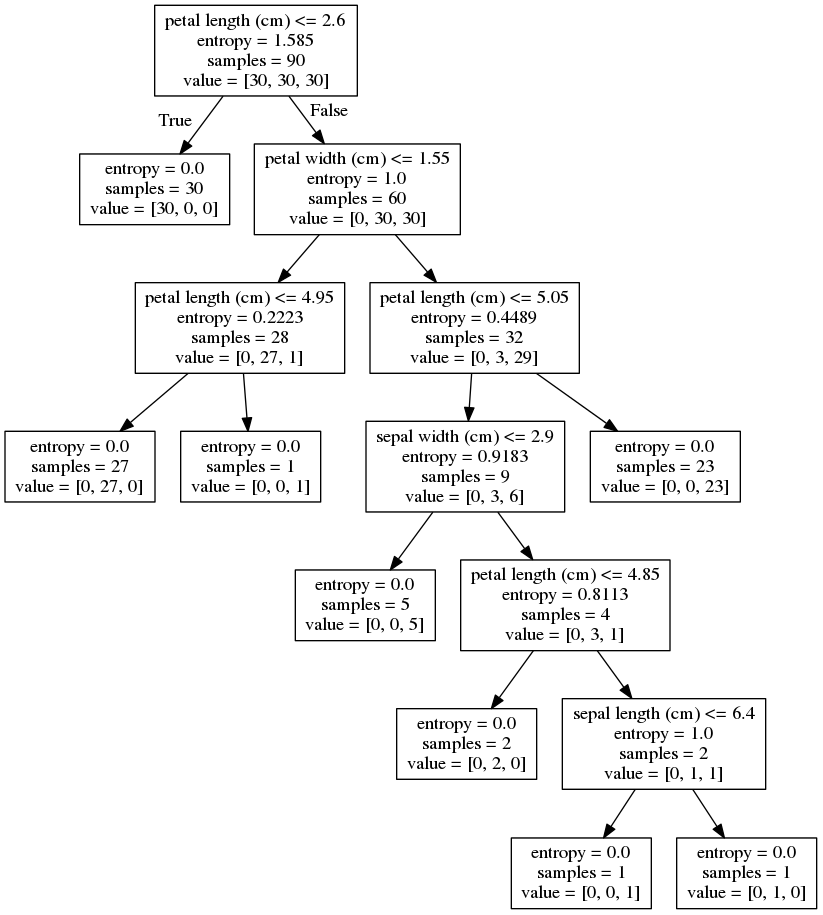 petal length (cm) <= 2.6
entropy = 1.585
samples = 90
value = [30, 30, 30]
True
False
entropy = 0.0
samples = 30
value = [30, 0, 0]
petal width (cm) <= 1.55
entropy = 1.0
samples = 60
value = [0, 30, 30]
petal length (cm) <= 4.95
entropy = 0.2223
samples = 28
value = [0, 27, 1]
petal length (cm) <= 5.05
entropy = 0.4489
samples = 32
value = [0, 3, 29]
entropy = 0.0
samples = 27
value = [0, 27, 0]
entropy = 0.0
samples = 1
value = [0, 0, 1]
sepal width (cm) <= 2.9
entropy = 0.9183
samples = 9
value = [0, 3, 6]
entropy = 0.0
samples = 23
value = [0, 0, 23]
entropy = 0.0
samples = 5
value = [0, 0, 5]
petal length (cm) <= 4.85
entropy = 0.8113
samples = 4
value = [0, 3, 1]
entropy = 0.0
samples = 2
value = [0, 2, 0]
sepal length (cm) <= 6.4
entropy = 1.0
samples = 2
value = [0, 1, 1]
entropy = 0.0
samples = 1
value = [0, 0, 1]
entropy = 0.0
samples = 1
value = [0, 1, 0]